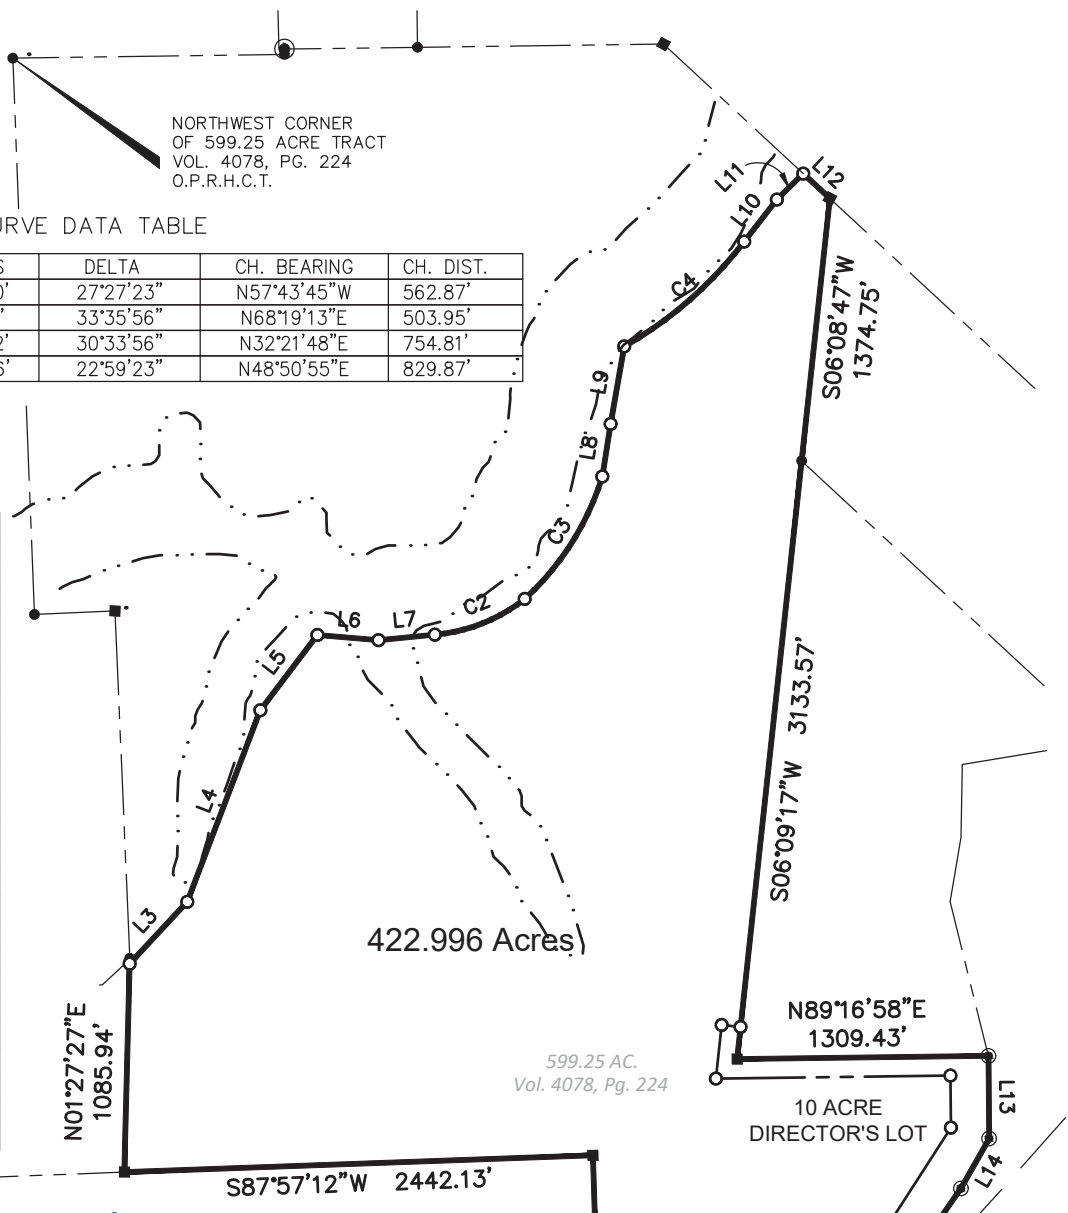 NORTHWEST CORNER
OF 599.25 ACRE TRACT
VOL. 4078, PG. 224
O.P.R.H.C.T.
L11
L12
L10
DATA TABLE
DELTA CH. BEARING CH. DIST.
27°27'23" N57°43'45"W 562.87'
33°35'56" N68°19'13"E 503.95'
30°33'56" N32°21'48"E 754.81'
22°59'23" N48°50'55"E 829.87'
C4
S06°08'47"W
1374.75'
L9
L8
C3
C2
L6
L7
L5
3133.57'
S06°09'17"W
L4
L3
422.996 Acres
N01°27'27"E
1085.94'
N89°16'58"E
1309.43'
599.25 AC.
Vol. 4078, Pg. 224
L13
10 ACRE
DIRECTOR'S LOT
L14
S87°57'12"W 2442.13'